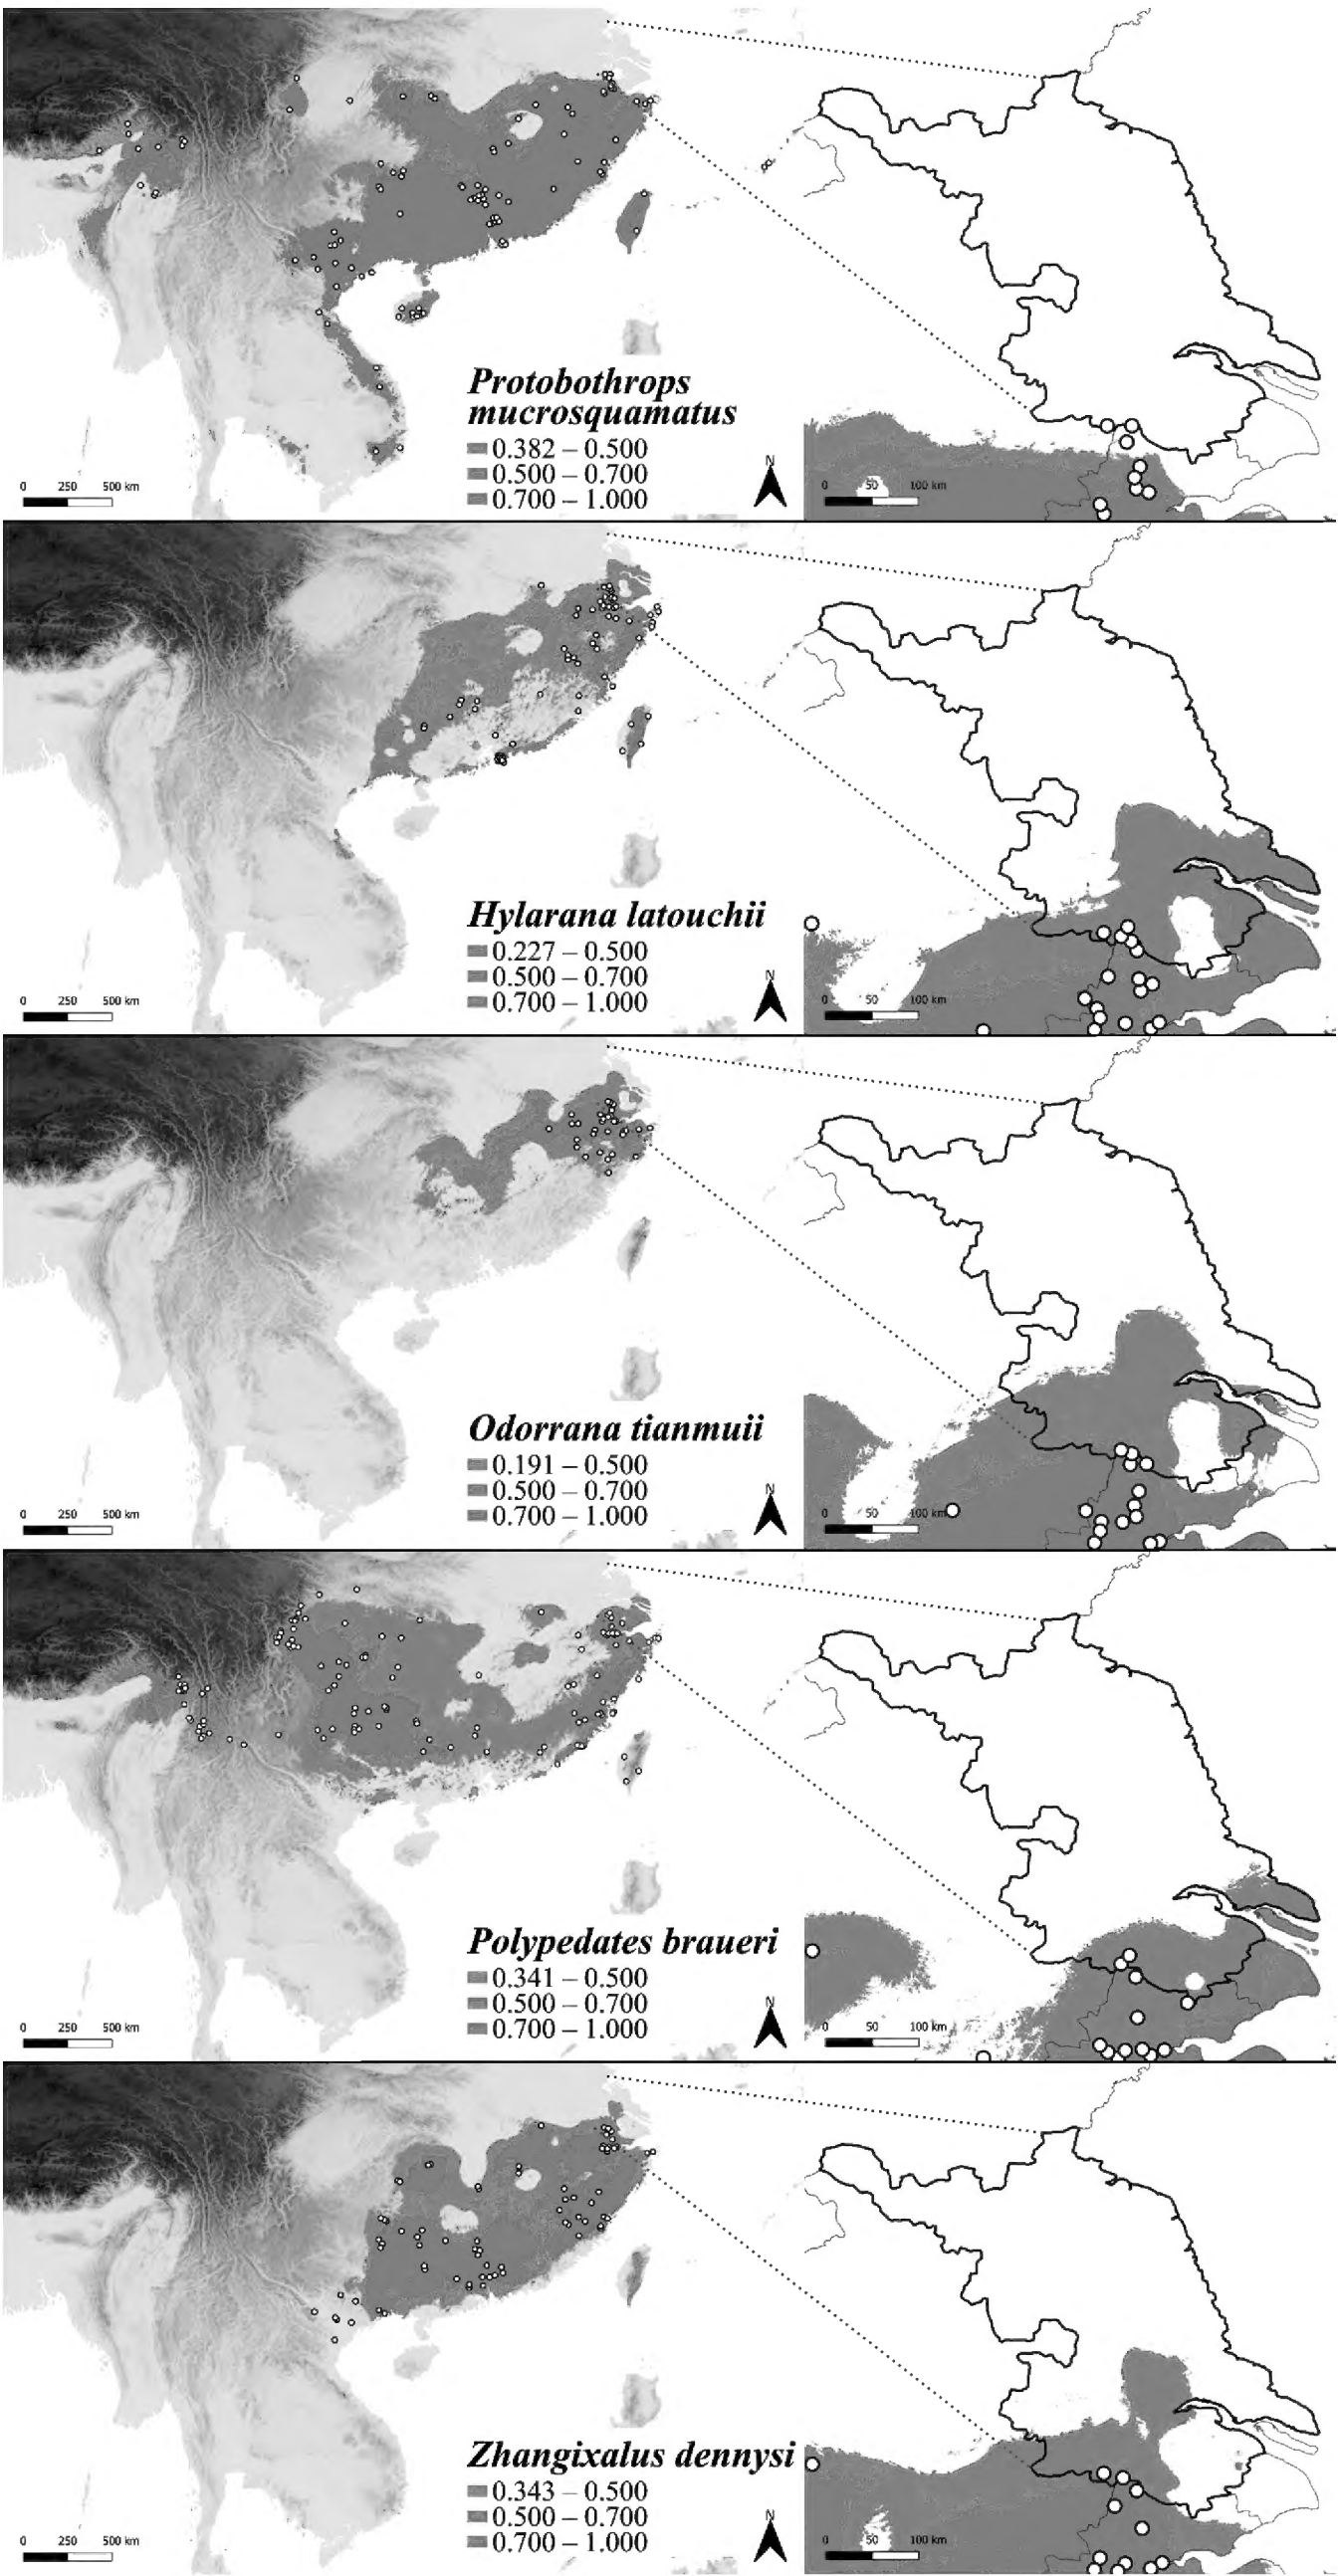 Protobothrops
mucrosquamatus
0.382 – 0.500
0.500 – 0.700
0.700 – 1.000
0 250 500 km
N
0 50 100 km
Hylarana latouchii
0.227 – 0.500
0.500 – 0.700
0.700 – 1.000
0 250 500 km
N
0 50 100 km
Odorrana tianmuii
0.191 – 0.500
0.500 – 0.700
0.700 – 1.000
0 250 500 km
N
0 50 100 km
Polypedates braueri
0.341 – 0.500
0.500 – 0.700
0.700 – 1.000
0 250 500 km
N
0 50 100 km
Zhangixalus dennysi
0.343 – 0.500
0.500 – 0.700
0.700 – 1.000
0 250 500 km
N
0 50 100 km